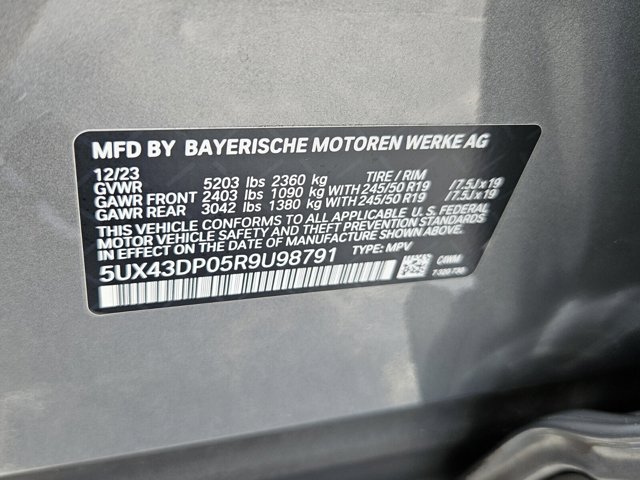 MFD BY BAYERISCHE MOTOREN WERKE AG
12/23 TIRE / RIM
GVWR 5203 lbs 2360 kg
GAWR FRONT 2403 lbs 1090 kg WITH 245/50 R19 /7.5J x 19
GAWR REAR 3042 lbs 1380 kg WITH 245/50 R19 /7.5J x 19
THIS VEHICLE CONFORMS TO ALL APPLICABLE U. S. FEDERAL
MOTOR VEHICLE SAFETY AND THEFT PREVENTION STANDARDS
IN EFFECT ON THE DATE OF MANUFACTURE SHOWN ABOVE.
5UX43DP05R9U98791 TYPE: MPV
C4WM